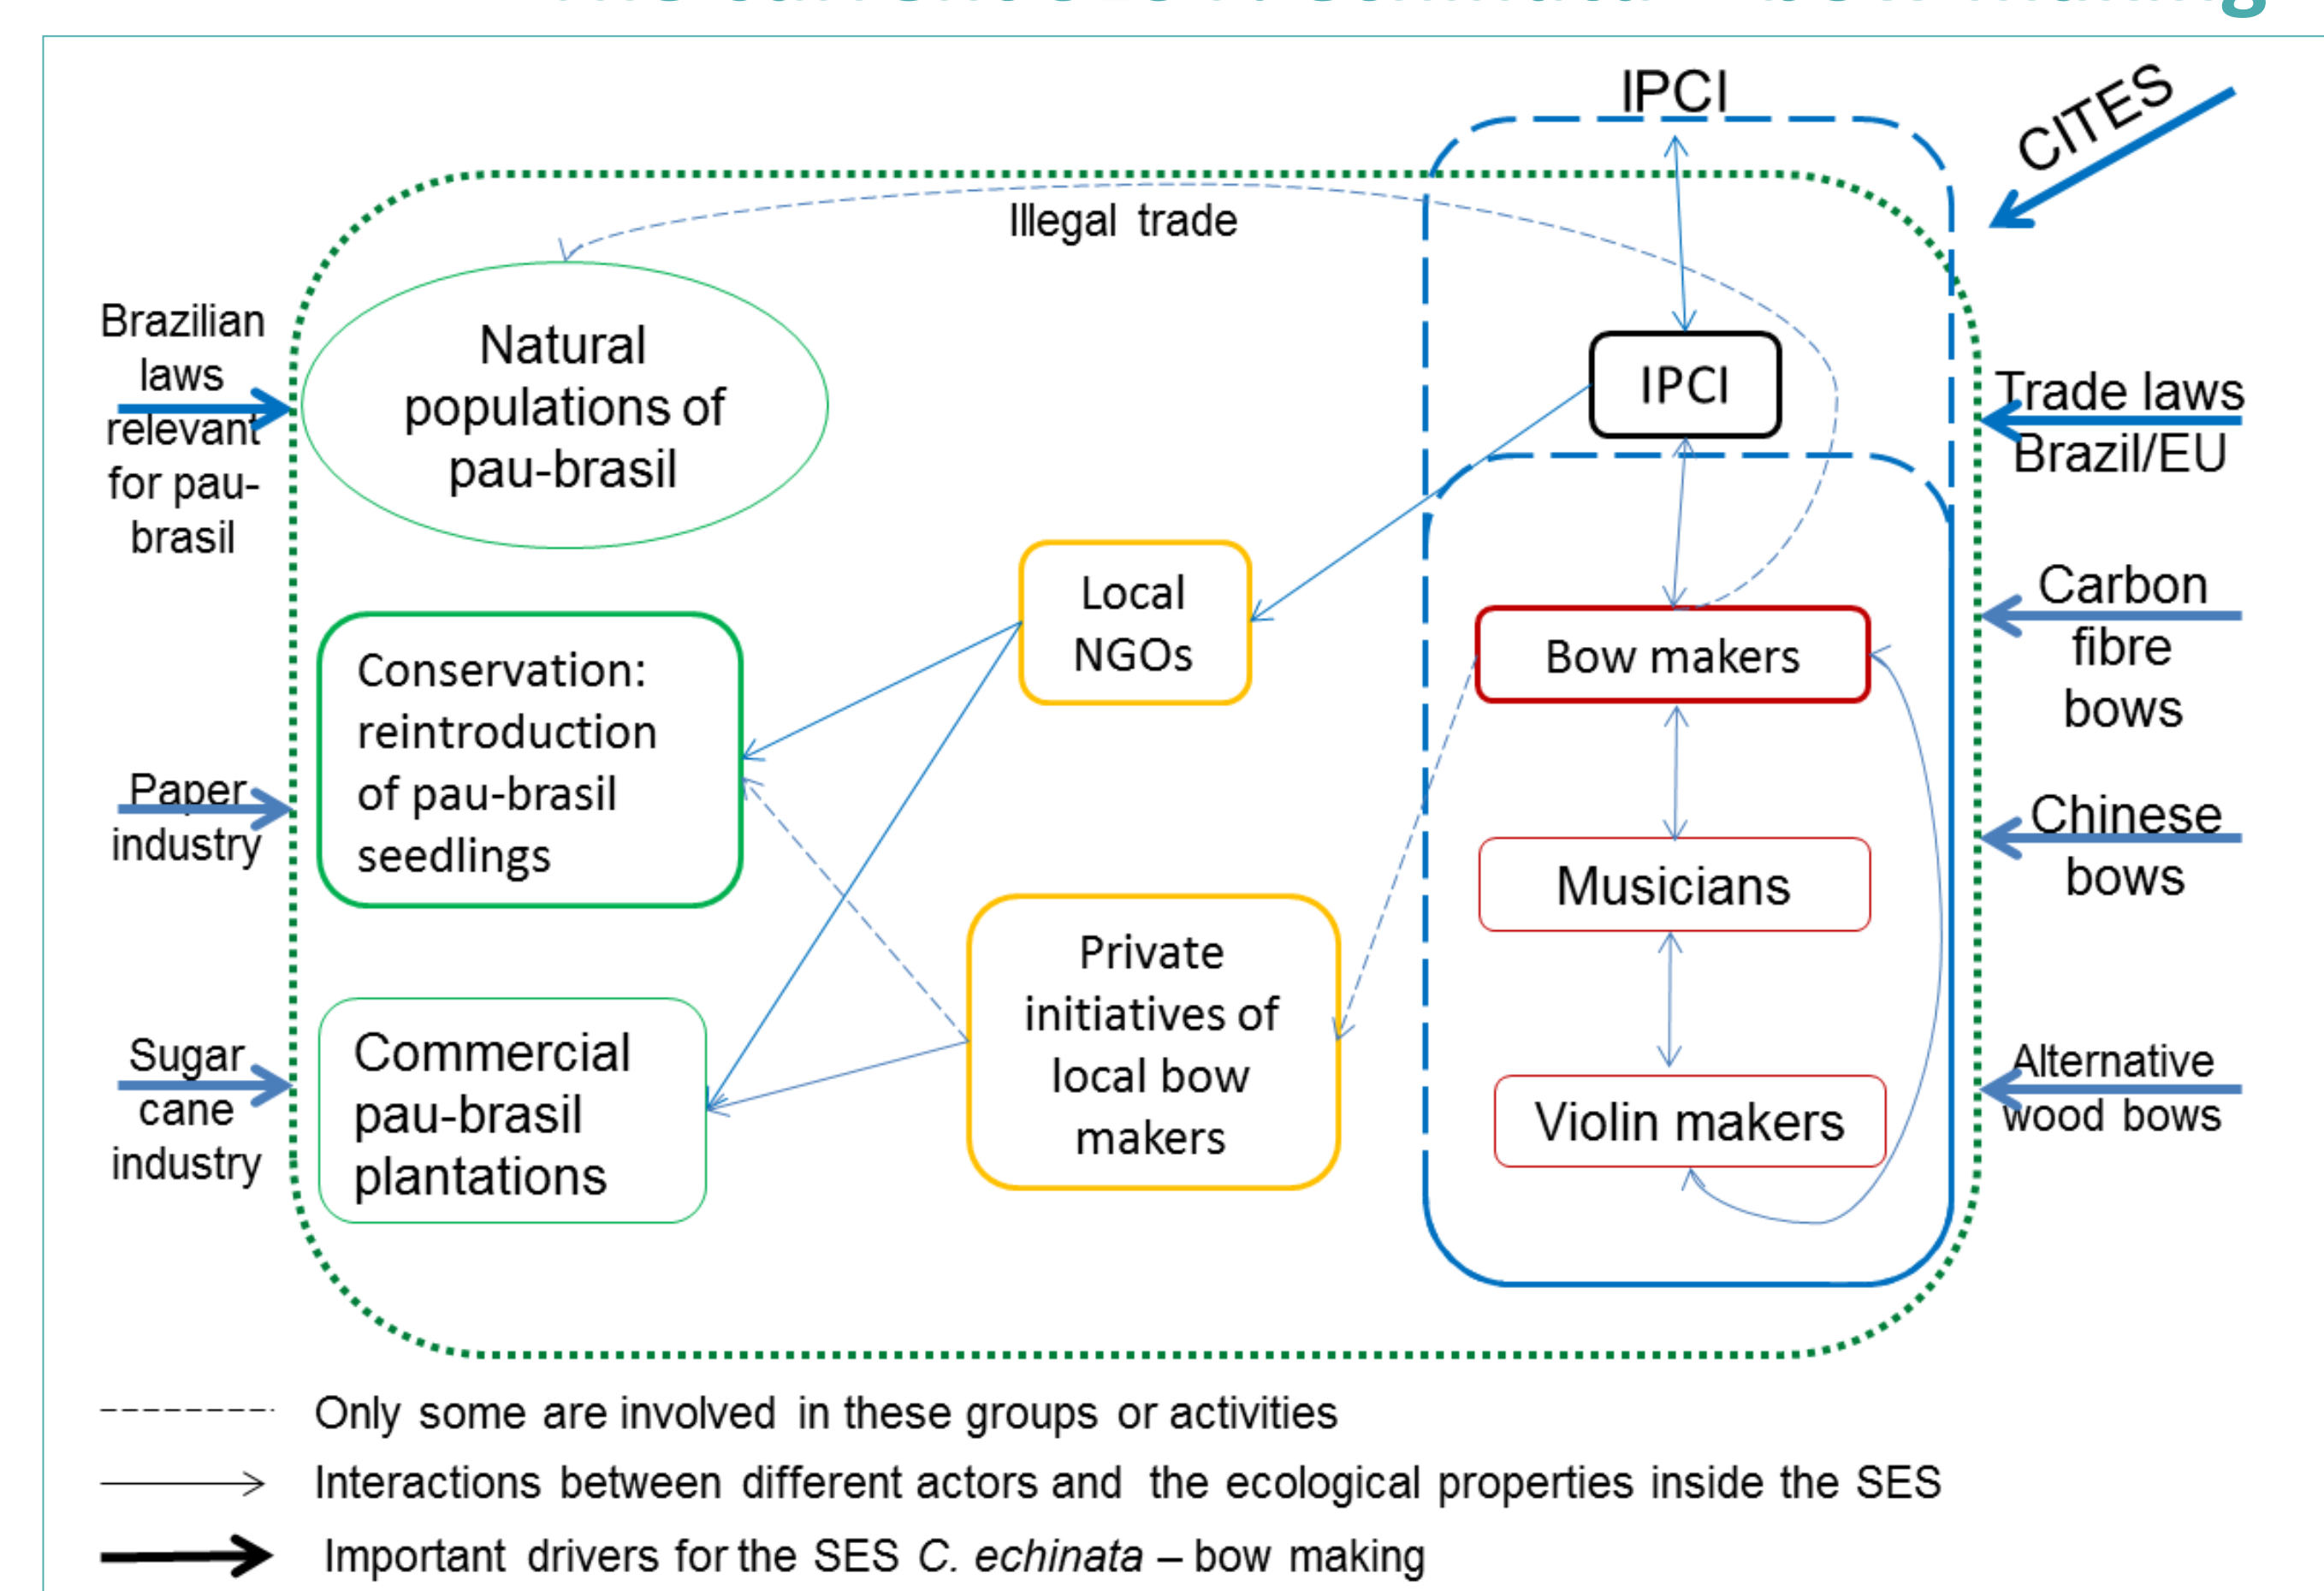 IPCI
CITES
Illegal trade
Brazilian
laws
relevant
for pau-
brasil
Natural
populations of
pau-brasil
IPCI
Trade laws
Brazil/EU
Local
NGOs
Carbon
fibre
bows
Conservation:
reintroduction
of pau-brasil
seedlings
Bow makers
Paper
industry
Chinese
bows
Musicians
Private
initiatives of
local bow
makers
Sugar
cane
industry
Commercial
pau-brasil
plantations
Violin makers
Alternative
wood bows
Only some are involved in these groups or activities
Interactions between different actors and the ecological properties inside the SES
Important drivers for the SES C. echinata – bow making